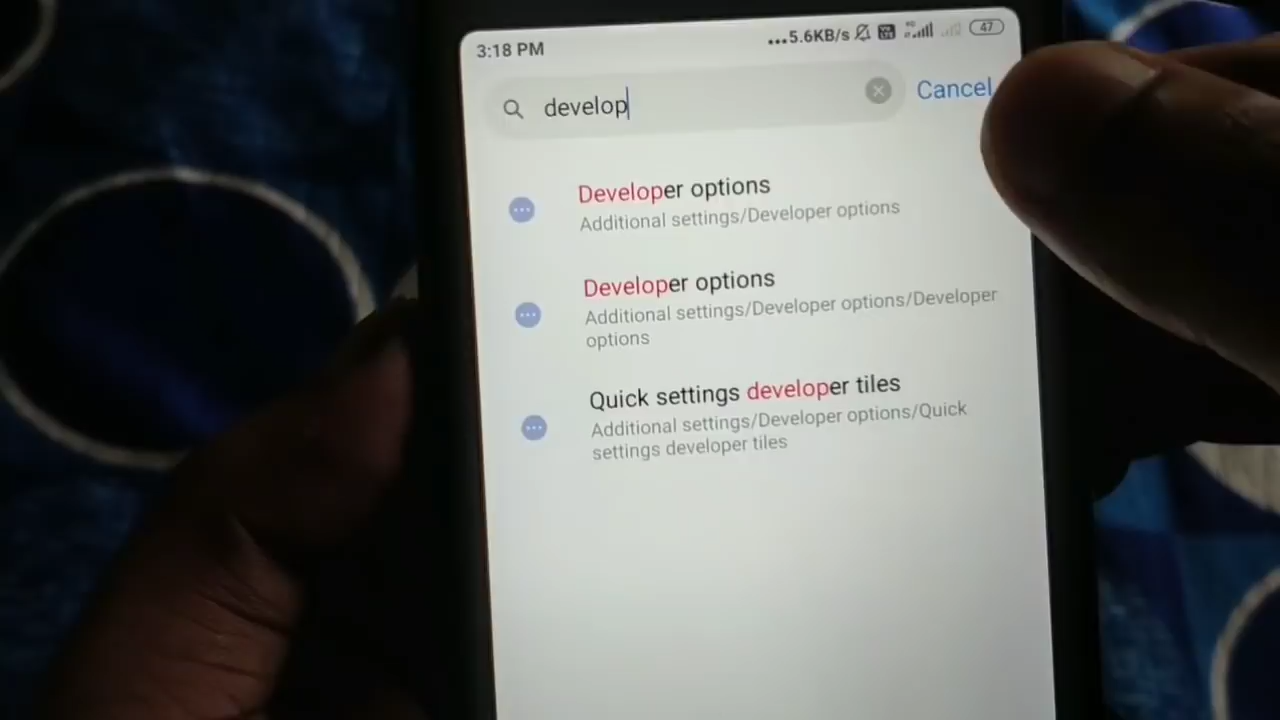 3:18 PM
...5.6KB/s
47
develop
Cancel
Developer options
Additional settings/Developer options
Developer options
Additional settings/Developer options/Developer
options
Quick settings developer tiles
Additional settings/Developer options/Quick
settings developer tiles